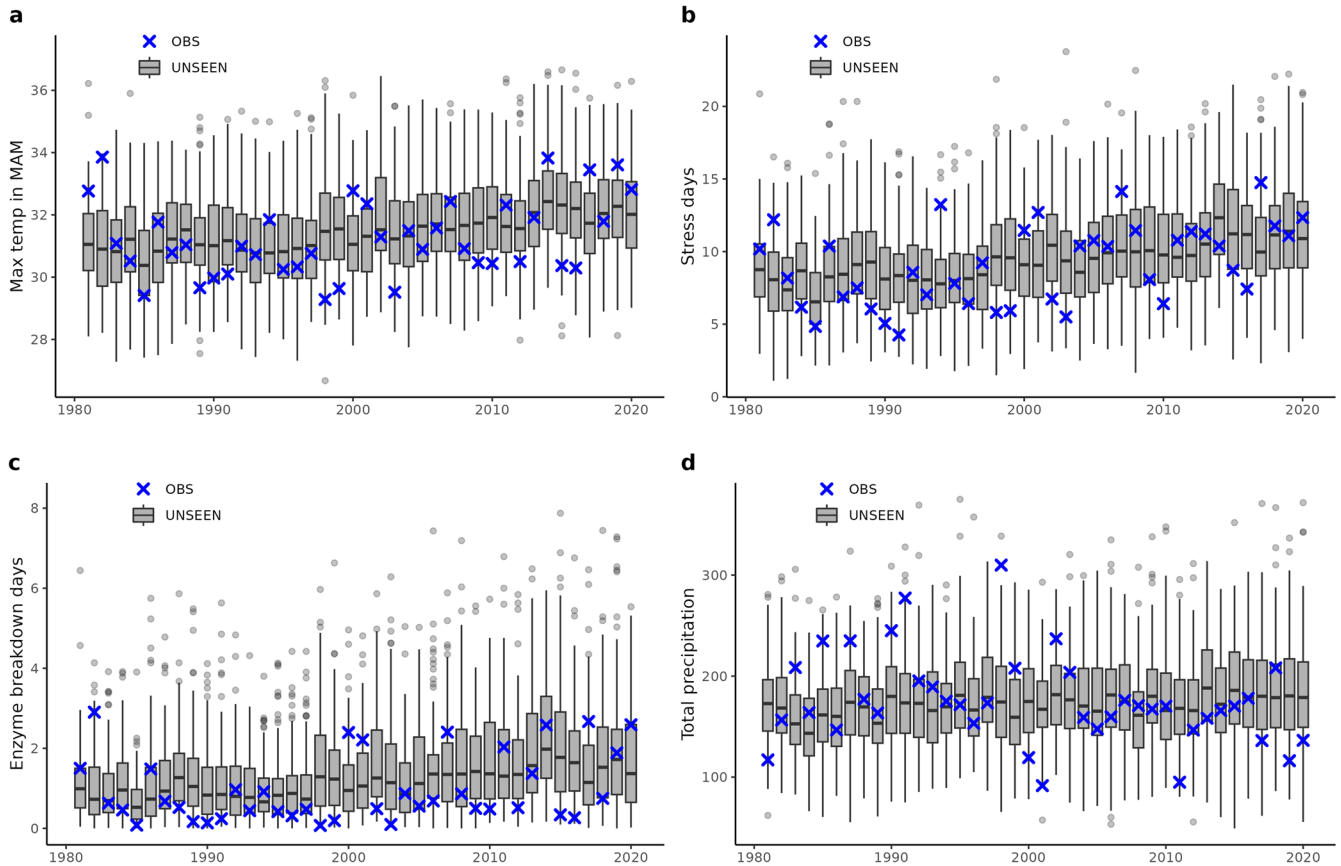 a
OBS
UNSEEN
Max temp in MAM
36
34
32
30
28
1980
1990
2000
2010
2020
b
OBS
UNSEEN
Stress days
20
15
10
5
0
1980
1990
2000
2010
2020
c
OBS
UNSEEN
Enzyme breakdown days
8
6
4
2
0
1980
1990
2000
2010
2020
d
OBS
UNSEEN
Total precipitation
300
200
100
1980
1990
2000
2010
2020